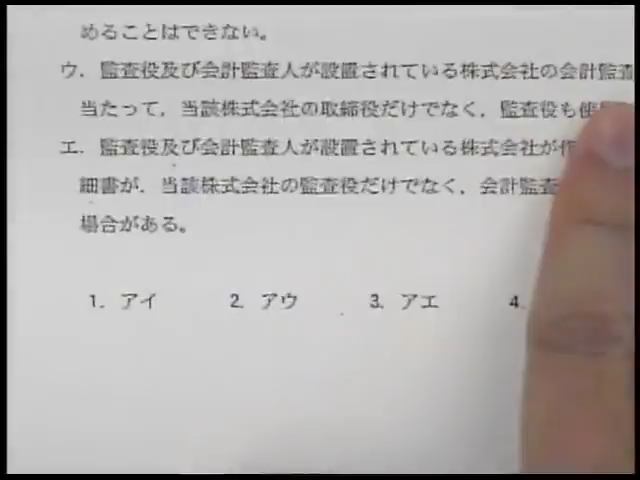 めることはできない。
ウ．監査役及び会計監査人が設置されている株式会社の会計監査
当たって，当該株式会社の取締役だけでなく，監査役も使
エ．監査役及び会計監査人が設置されている株式会社が作
細書が，当該株式会社の監査役だけでなく，会計監査
場合がある。
1．アイ 2．アウ 3．アエ 4．